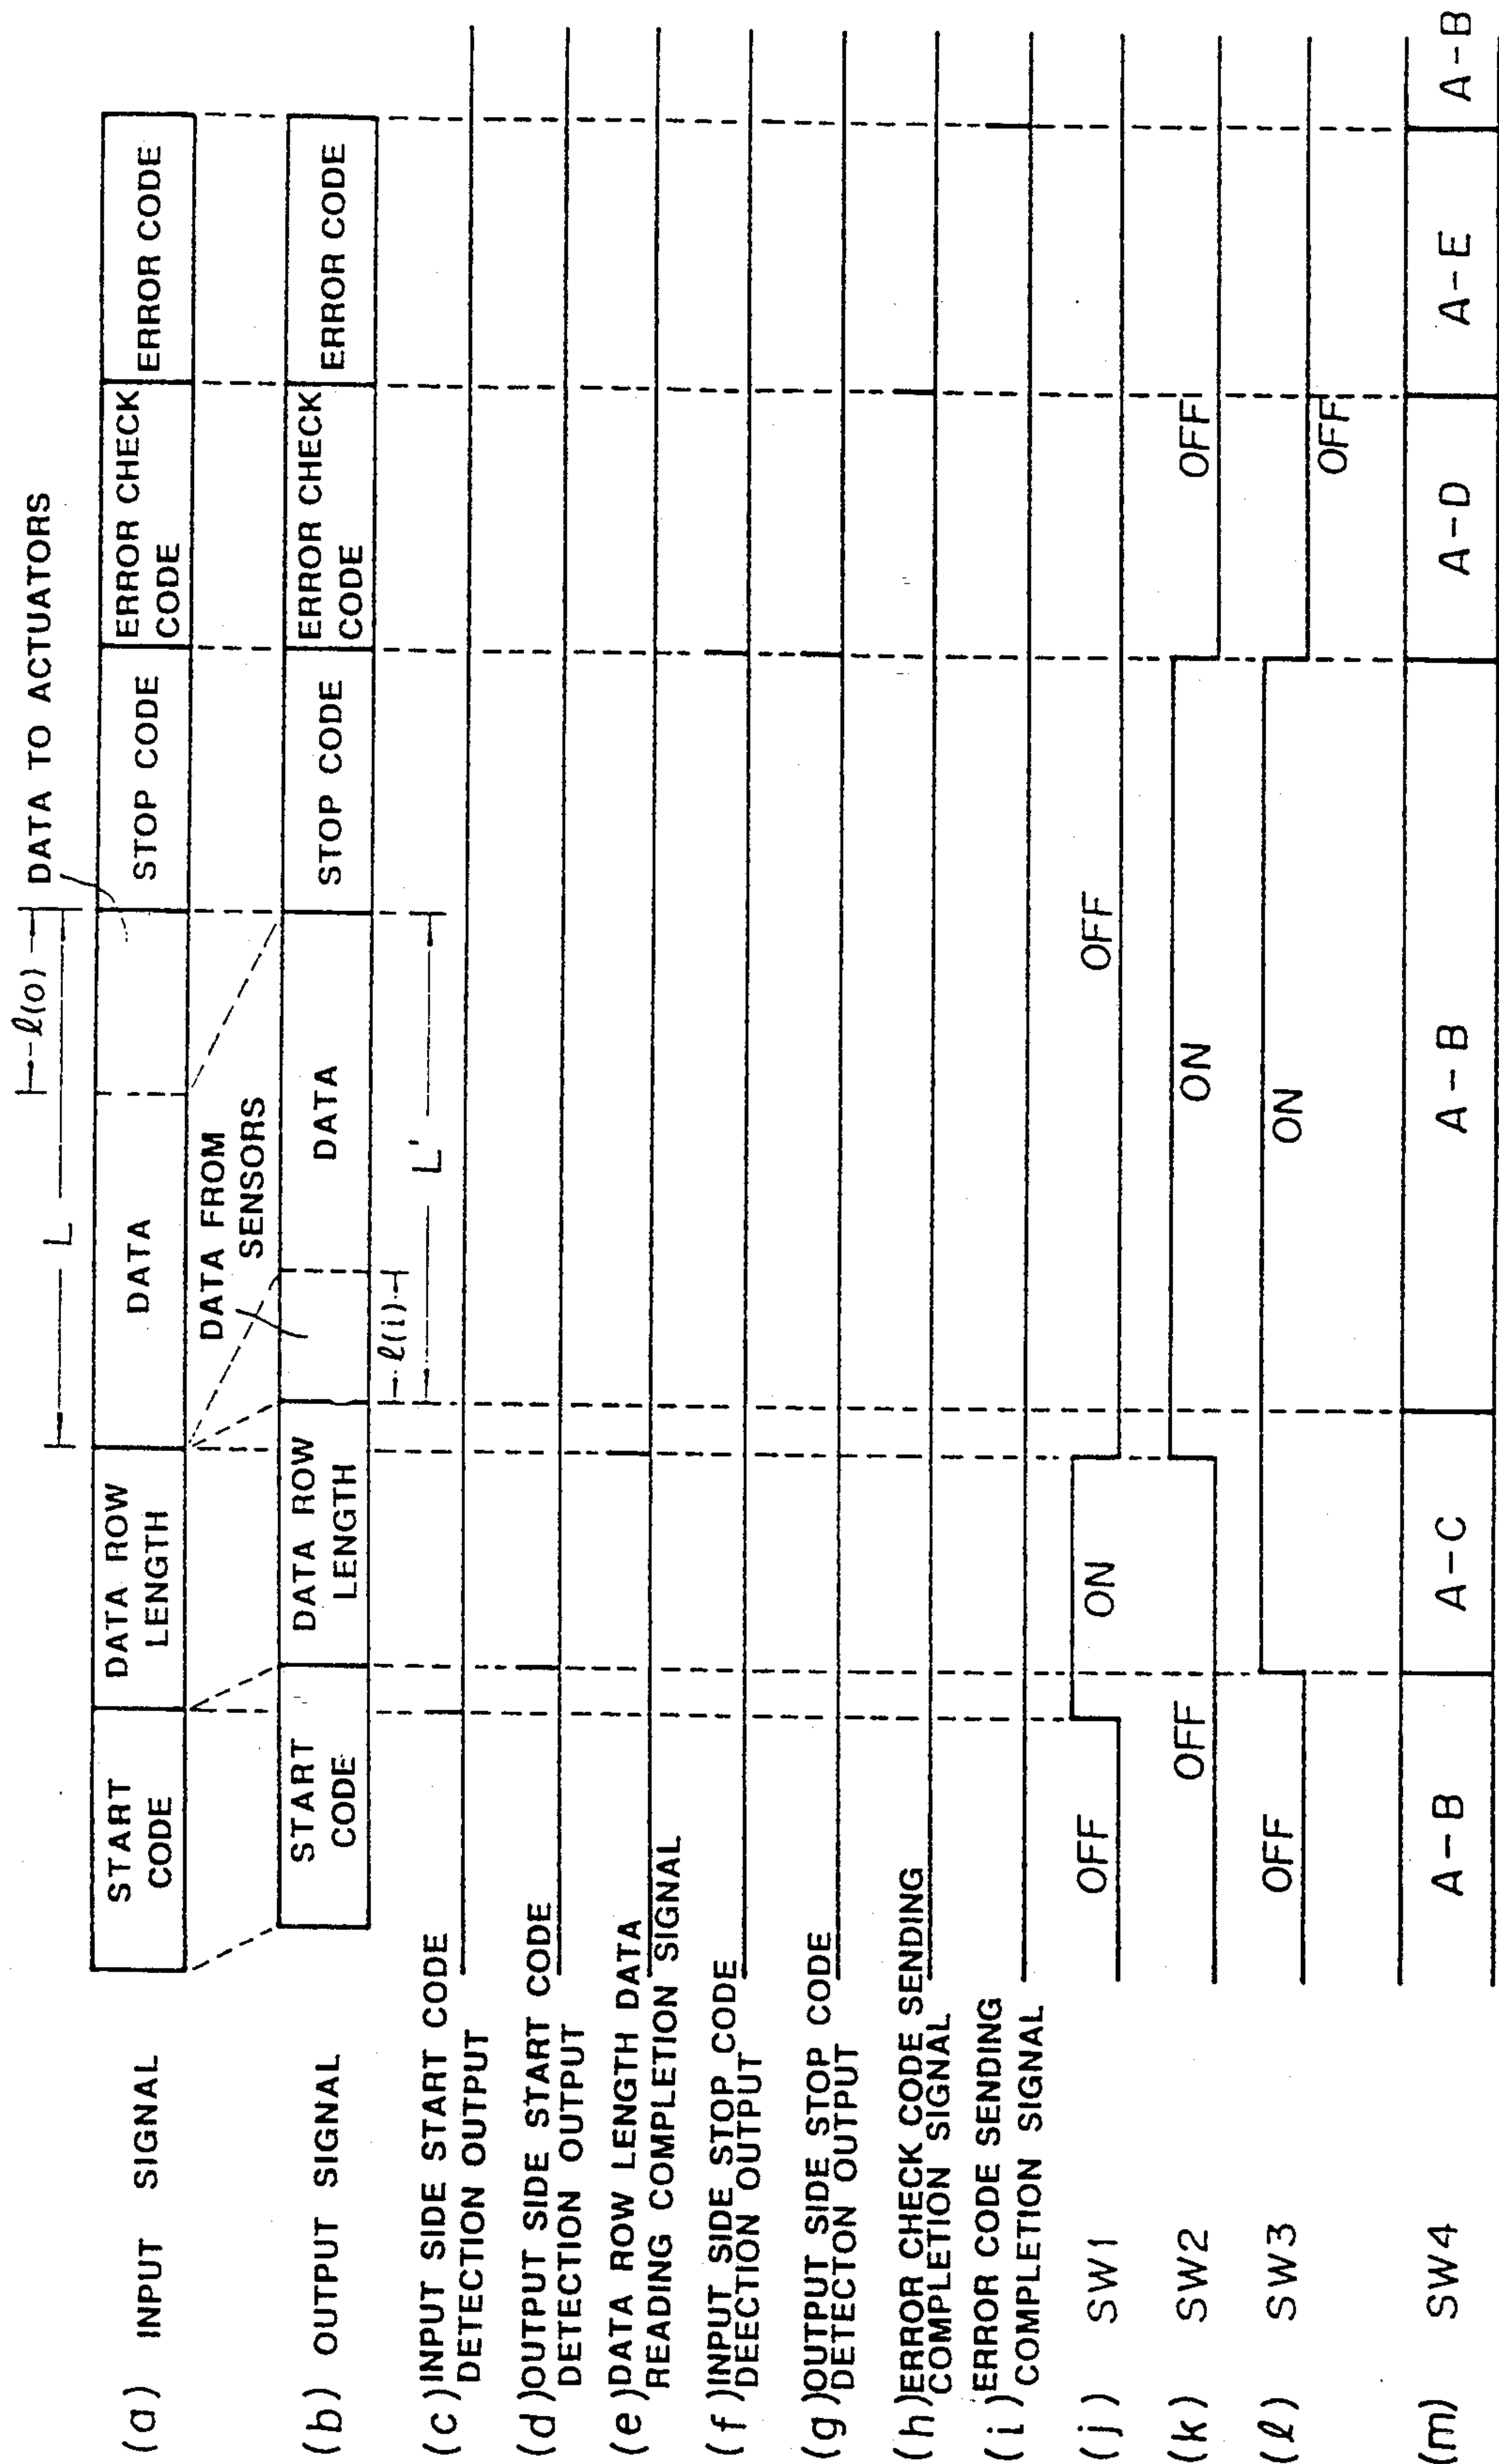 DATA TO ACTUATORS
ℓ(o)
L
(a) INPUT SIGNAL
START
CODE
DATA ROW
LENGTH
DATA
STOP CODE
ERROR CHECK
CODE
ERROR CODE
DATA FROM
SENSORS
(b) OUTPUT SIGNAL
START
CODE
DATA ROW
LENGTH
DATA
STOP CODE
ERROR CHECK
CODE
ERROR CODE
ℓ(i)
L'
(c) INPUT SIDE START CODE
DETECTION OUTPUT
(d) OUTPUT SIDE START CODE
DETECTION OUTPUT
(e) DATA ROW LENGTH DATA
READING COMPLETION SIGNAL
(f) INPUT SIDE STOP CODE
DEECTION OUTPUT
(g) OUTPUT SIDE STOP CODE
DETECTON OUTPUT
(h) ERROR CHECK CODE SENDING
COMPLETION SIGNAL
(i) ERROR CODE SENDING
COMPLETION SIGNAL
(j) SW1 OFF ON OFF
(k) SW2 OFF ON OFF
(ℓ) SW3 OFF ON OFF
(m) SW4 A-B A-C A-B A-D A-E A-B